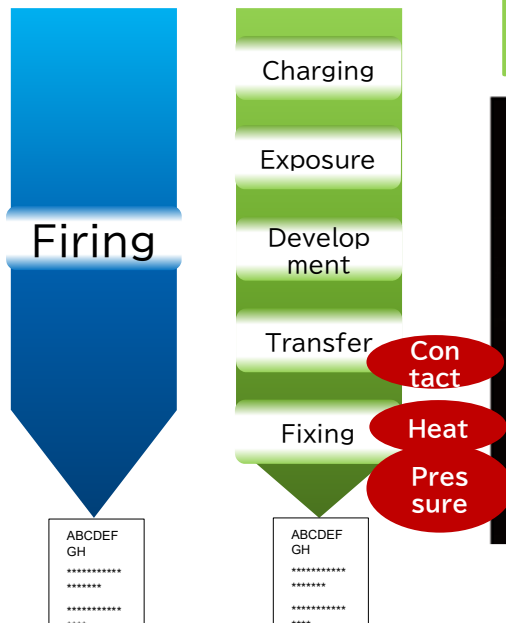 Firing
Charging
Exposure
Develop
ment
Transfer
Fixing
Con
tact
Heat
Pres
sure
ABCDEF
GH
***********
*******
***********
****
ABCDEF
GH
***********
*******
***********
****